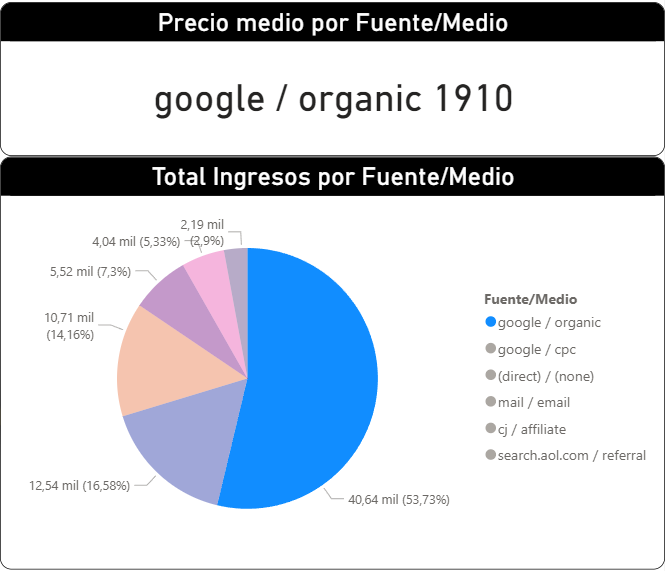 Precio medio por Fuente/Medio
google / organic 1910
Total Ingresos por Fuente/Medio
2,19 mil
(2,9%)
4,04 mil (5,33%)
5,52 mil (7,3%)
10,71 mil
(14,16%)
12,54 mil (16,58%)
40,64 mil (53,73%)
Fuente/Medio
google / organic
google / cpc
(direct) / (none)
mail / email
cj / affiliate
search.aol.com / referral